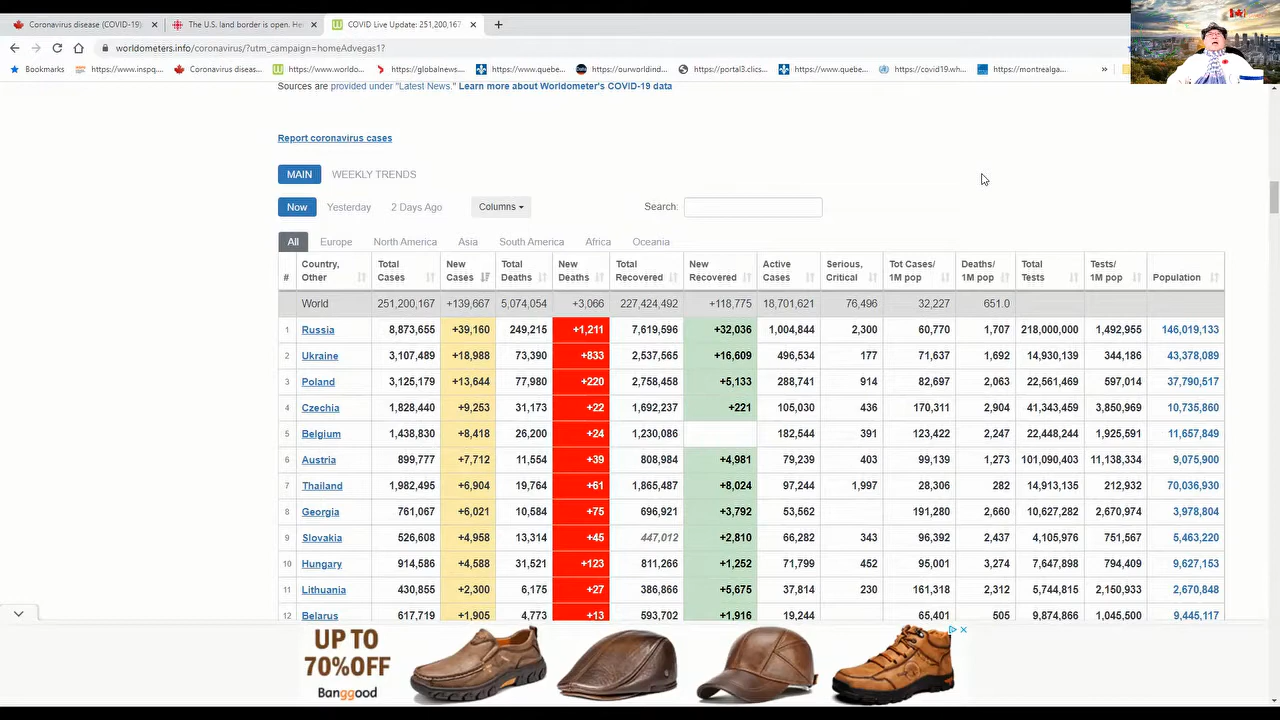 Coronavirus disease (COVID-19)
The U.S. land border is open. He
COVID Live Update: 251,200,167
worldometers.info/coronavirus/?utm_campaign=homeAdvegas1?
Bookmarks https://www.inspq... Coronavirus diseas... https://www.worldo... https://globalnews... https://www.quebe... https://ourworldind... https://portal3.clics... https://www.quebe... https://covid19.wh... https://montrealga... »
Sources are provided under "Latest News." Learn more about Worldometer's COVID-19 data
Report coronavirus cases
MAIN WEEKLY TRENDS
Now Yesterday 2 Days Ago Columns Search:
All Europe North America Asia South America Africa Oceania
# Country, Other Total Cases New Cases Total Deaths New Deaths Total Recovered New Recovered Active Cases Serious, Critical Tot Cases/ 1M pop Deaths/ 1M pop Total Tests Tests/ 1M pop Population
World 251,200,167 +139,667 5,074,054 +3,066 227,424,492 +118,775 18,701,621 76,496 32,227 651.0
1 Russia 8,873,655 +39,160 249,215 +1,211 7,619,596 +32,036 1,004,844 2,300 60,770 1,707 218,000,000 1,492,955 146,019,133
2 Ukraine 3,107,489 +18,988 73,390 +833 2,537,565 +16,609 496,534 177 71,637 1,692 14,930,139 344,186 43,378,089
3 Poland 3,125,179 +13,644 77,980 +220 2,758,458 +5,133 288,741 914 82,697 2,063 22,561,469 597,014 37,790,517
4 Czechia 1,828,440 +9,253 31,173 +22 1,692,237 +221 105,030 436 170,311 2,904 41,343,459 3,850,969 10,735,860
5 Belgium 1,438,830 +8,418 26,200 +24 1,230,086 182,544 391 123,422 2,247 22,448,244 1,925,591 11,657,849
6 Austria 899,777 +7,712 11,554 +39 808,984 +4,981 79,239 403 99,139 1,273 101,090,403 11,138,334 9,075,900
7 Thailand 1,982,495 +6,904 19,764 +61 1,865,487 +8,024 97,244 1,997 28,306 282 14,913,135 212,932 70,036,930
8 Georgia 761,067 +6,021 10,584 +75 696,921 +3,792 53,562 191,280 2,660 10,627,282 2,670,974 3,978,804
9 Slovakia 526,608 +4,958 13,314 +45 447,012 +2,810 66,282 343 96,392 2,437 4,105,976 751,567 5,463,220
10 Hungary 914,586 +4,588 31,521 +123 811,266 +1,252 71,799 452 95,001 3,274 7,647,898 794,409 9,627,153
11 Lithuania 430,855 +2,300 6,175 +27 386,866 +5,675 37,814 230 161,318 2,312 5,744,815 2,150,933 2,670,848
12 Belarus 617,719 +1,905 4,773 +13 593,702 +1,916 19,244 65,401 505 9,874,866 1,045,500 9,445,117
UP TO
70%OFF
Banggood